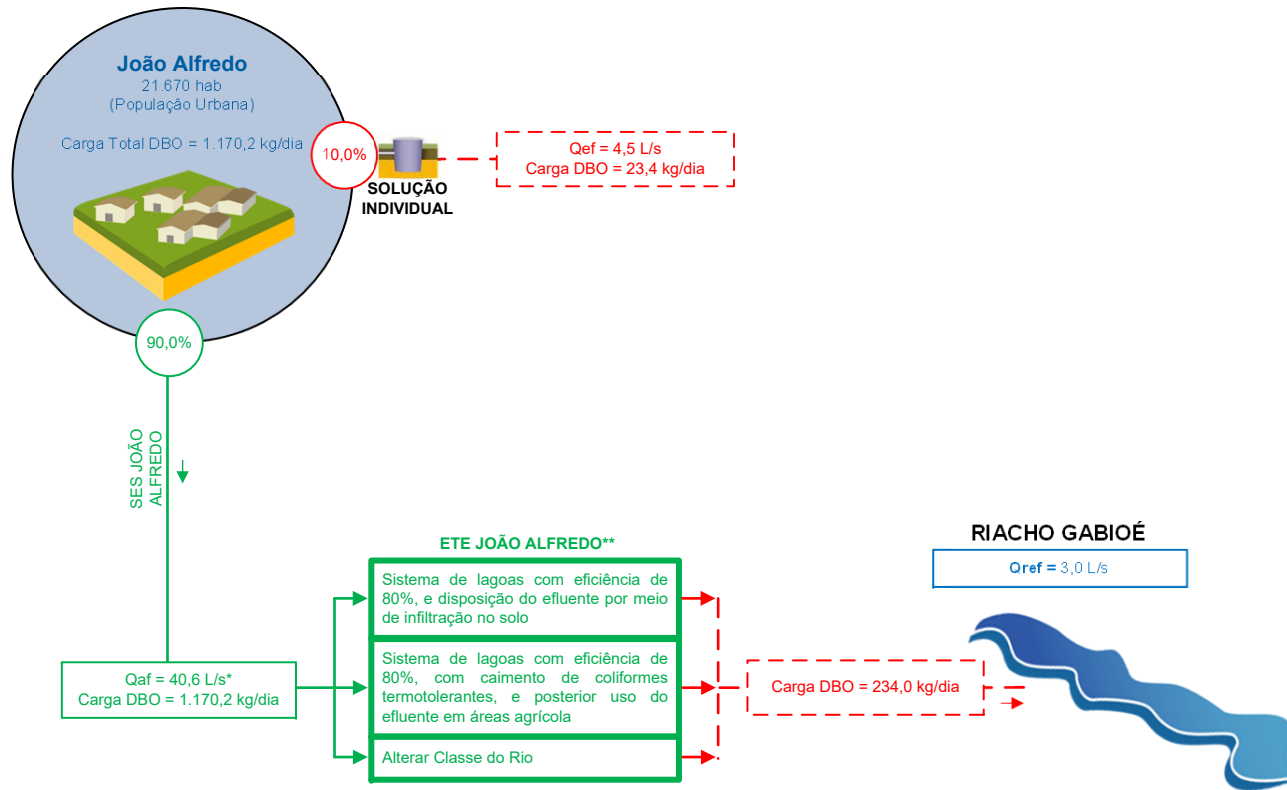 João Alfredo
21.670 hab
(População Urbana)
Carga Total DBO = 1.170,2 kg/dia
10,0%
SOLUÇÃO
INDIVIDUAL
Qef = 4,5 L/s
Carga DBO = 23,4 kg/dia
90,0%
SES JOÃO
ALFREDO
ETE JOÃO ALFREDO**
Sistema de lagoas com eficiência de
80%, e disposição do efluente por meio
de infiltração no solo
Sistema de lagoas com eficiência de
80%, com caimento de coliformes
termotolerantes, e posterior uso do
efluente em áreas agrícola
Alterar Classe do Rio
Qaf = 40,6 L/s*
Carga DBO = 1.170,2 kg/dia
Carga DBO = 234,0 kg/dia
RIACHO GABIOÉ
Qref = 3,0 L/s